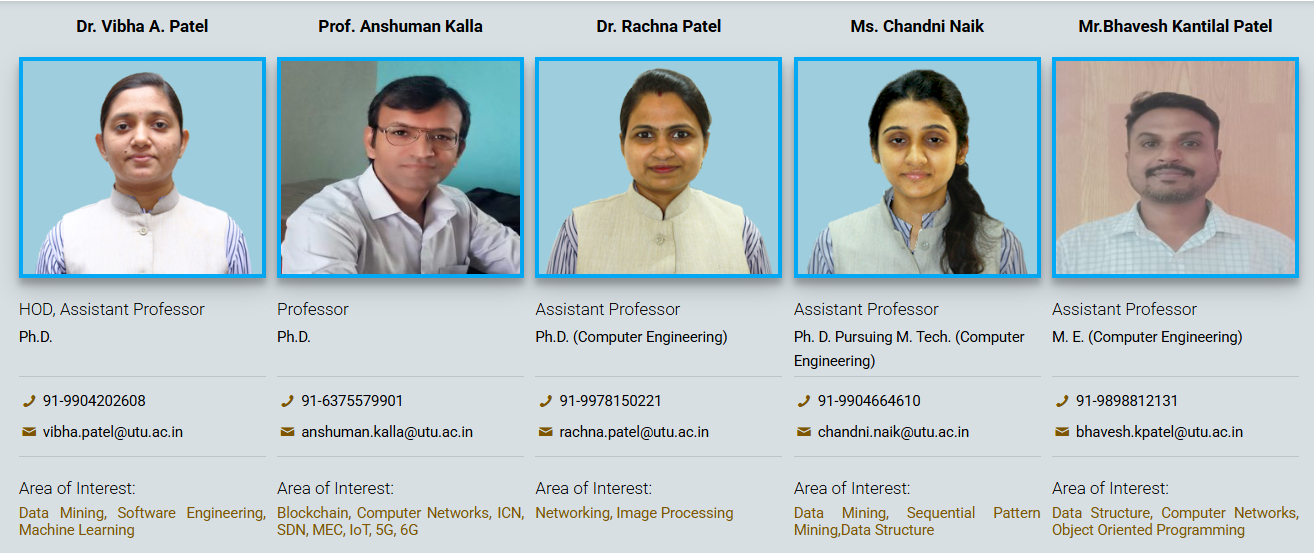 Dr. Vibha A. Patel
HOD, Assistant Professor
Ph.D.
91-9904202608
vibha.patel@utu.ac.in
Area of Interest:
Data Mining, Software Engineering,
Machine Learning
Prof. Anshuman Kalla
Professor
Ph.D.
91-6375579901
anshuman.kalla@utu.ac.in
Area of Interest:
Blockchain, Computer Networks, ICN,
SDN, MEC, IoT, 5G, 6G
Dr. Rachna Patel
Assistant Professor
Ph.D. (Computer Engineering)
91-9978150221
rachna.patel@utu.ac.in
Area of Interest:
Networking, Image Processing
Ms. Chandni Naik
Assistant Professor
Ph. D. Pursuing M. Tech. (Computer
Engineering)
91-9904664610
chandni.naik@utu.ac.in
Area of Interest:
Data Mining, Sequential Pattern
Mining,Data Structure
Mr.Bhavesh Kantilal Patel
Assistant Professor
M. E. (Computer Engineering)
91-9898812131
bhavesh.kpatel@utu.ac.in
Area of Interest:
Data Structure, Computer Networks,
Object Oriented Programming